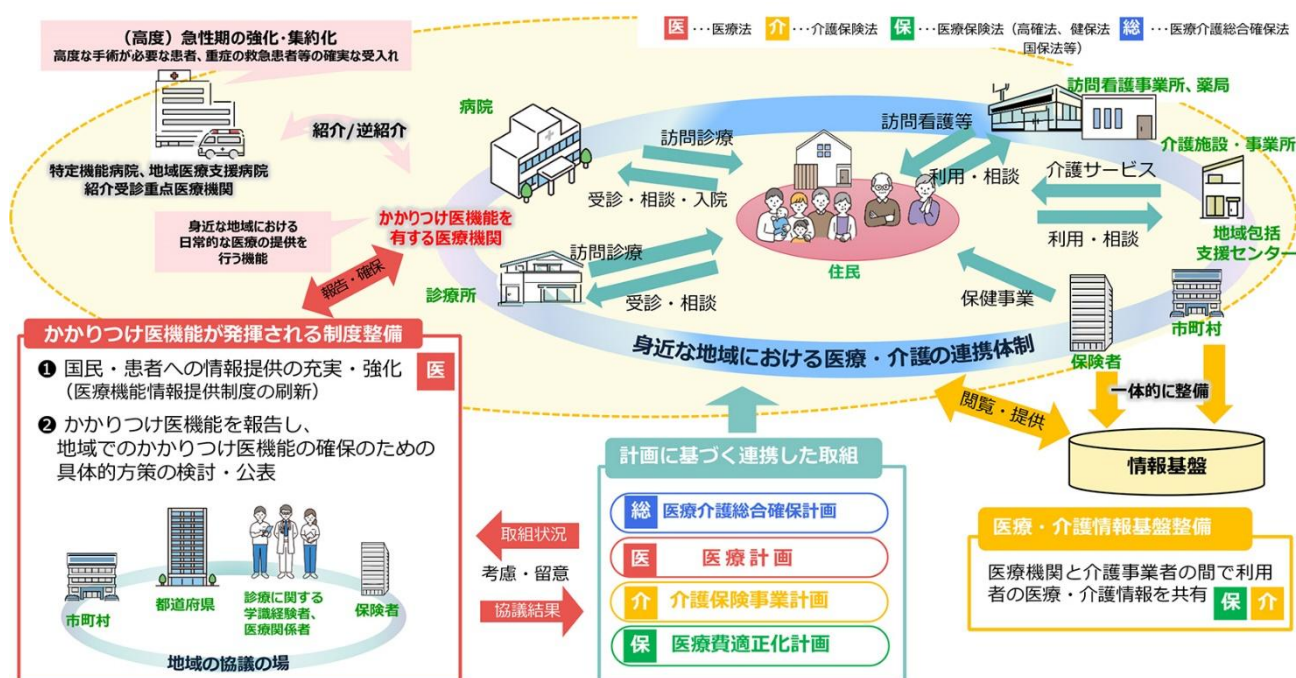 医・・・医療法 介・・・介護保険法 保・・・医療保険法（高確法、健保法
国保法等）
総・・・医療介護総合確保法
（高度）急性期の強化・集約化
高度な手術が必要な患者、重症の救急患者等の確実な受入れ
特定機能病院、地域医療支援病院
紹介受診重点医療機関
紹介/逆紹介
身近な地域における
日常的な医療の提供を
行う機能
かかりつけ医機能を
有する医療機関
病院
訪問診療
受診・相談・入院
診療所
訪問診療
受診・相談
住民
訪問看護事業所、薬局
訪問看護等
利用・相談
介護施設・事業所
介護サービス
利用・相談
地域包括
支援センター
保健事業
保険者
市町村
身近な地域における医療・介護の連携体制
報告・確保
かかりつけ医機能が発揮される制度整備
❶ 国民・患者への情報提供の充実・強化
（医療機能情報提供制度の刷新）
医
❷ かかりつけ医機能を報告し、
地域でのかかりつけ医機能の確保のための
具体的方策の検討・公表
市町村
都道府県
診療に関する
学識経験者、
医療関係者
保険者
地域の協議の場
取組状況
考慮・留意
協議結果
計画に基づく連携した取組
総 医療介護総合確保計画
医 医療計画
介 介護保険事業計画
保 医療費適正化計画
閲覧・提供
一体的に整備
情報基盤
医療・介護情報基盤整備
医療機関と介護事業者の間で利用
者の医療・介護情報を共有
保 介